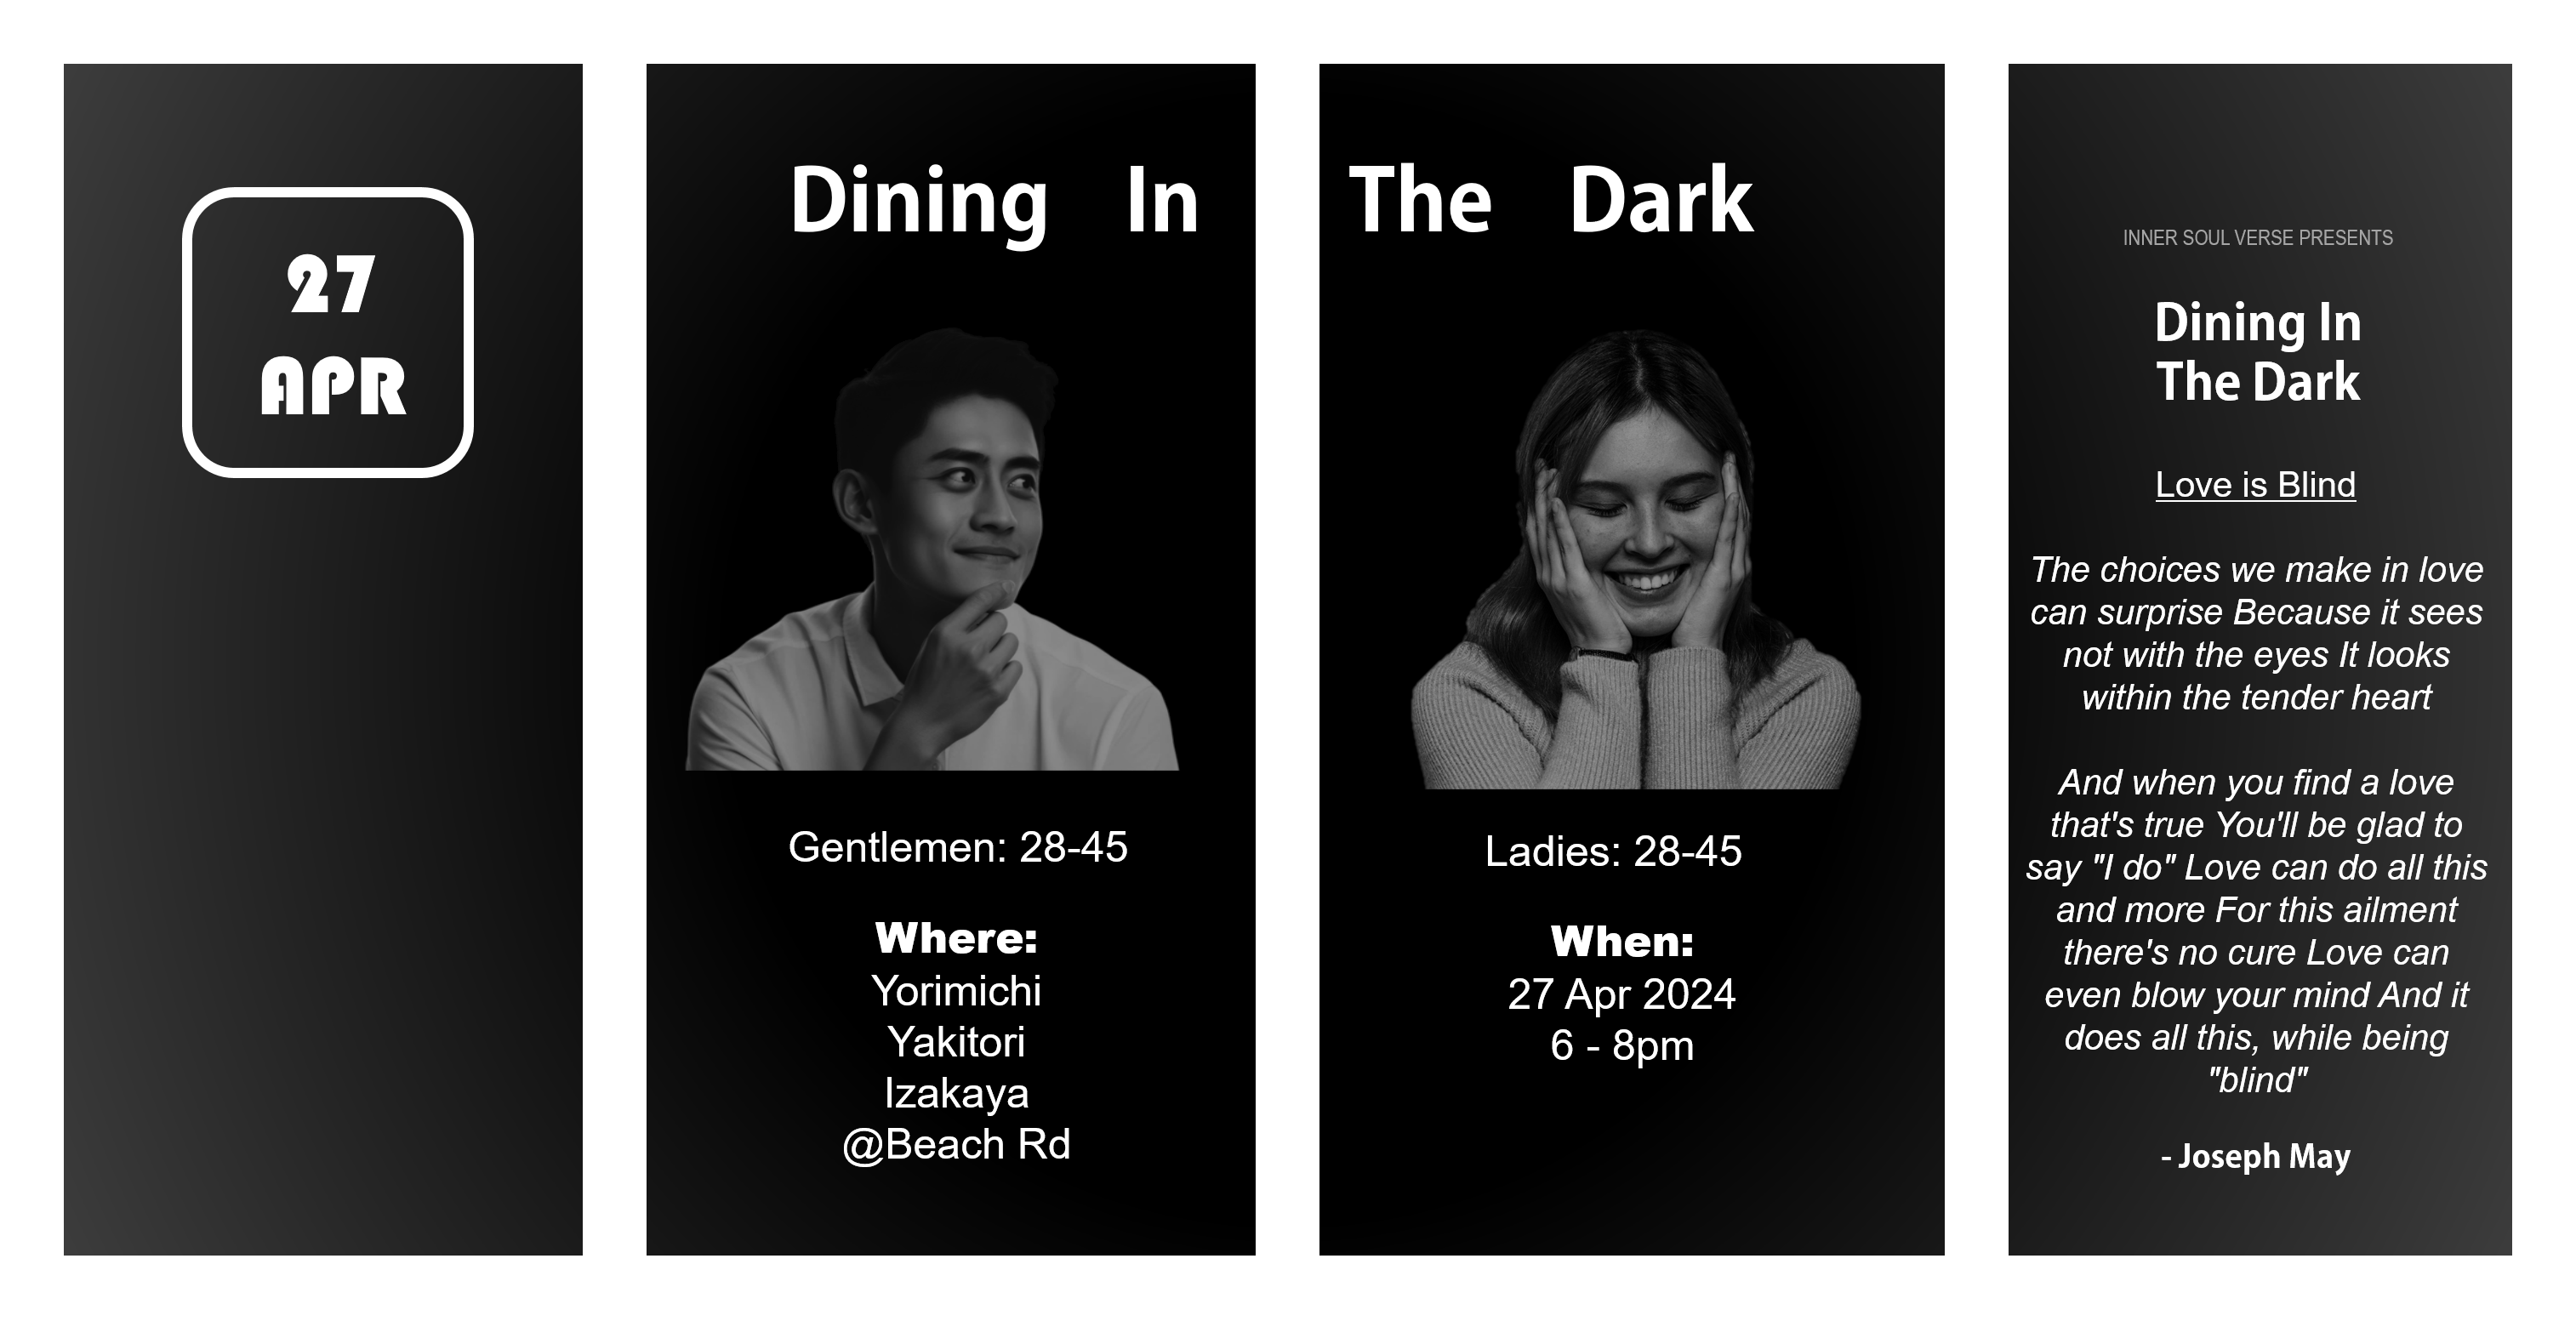 27
APR
Dining In The Dark
Gentlemen: 28-45
Where:
Yorimichi
Yakitori
Izakaya
@Beach Rd
Ladies: 28-45
When:
27 Apr 2024
6 - 8pm
INNER SOUL VERSE PRESENTS
Dining In
The Dark
Love is Blind
The choices we make in love
can surprise Because it sees
not with the eyes It looks
within the tender heart
And when you find a love
that's true You'll be glad to
say "I do" Love can do all this
and more For this ailment
there's no cure Love can
even blow your mind And it
does all this, while being
"blind"
- Joseph May